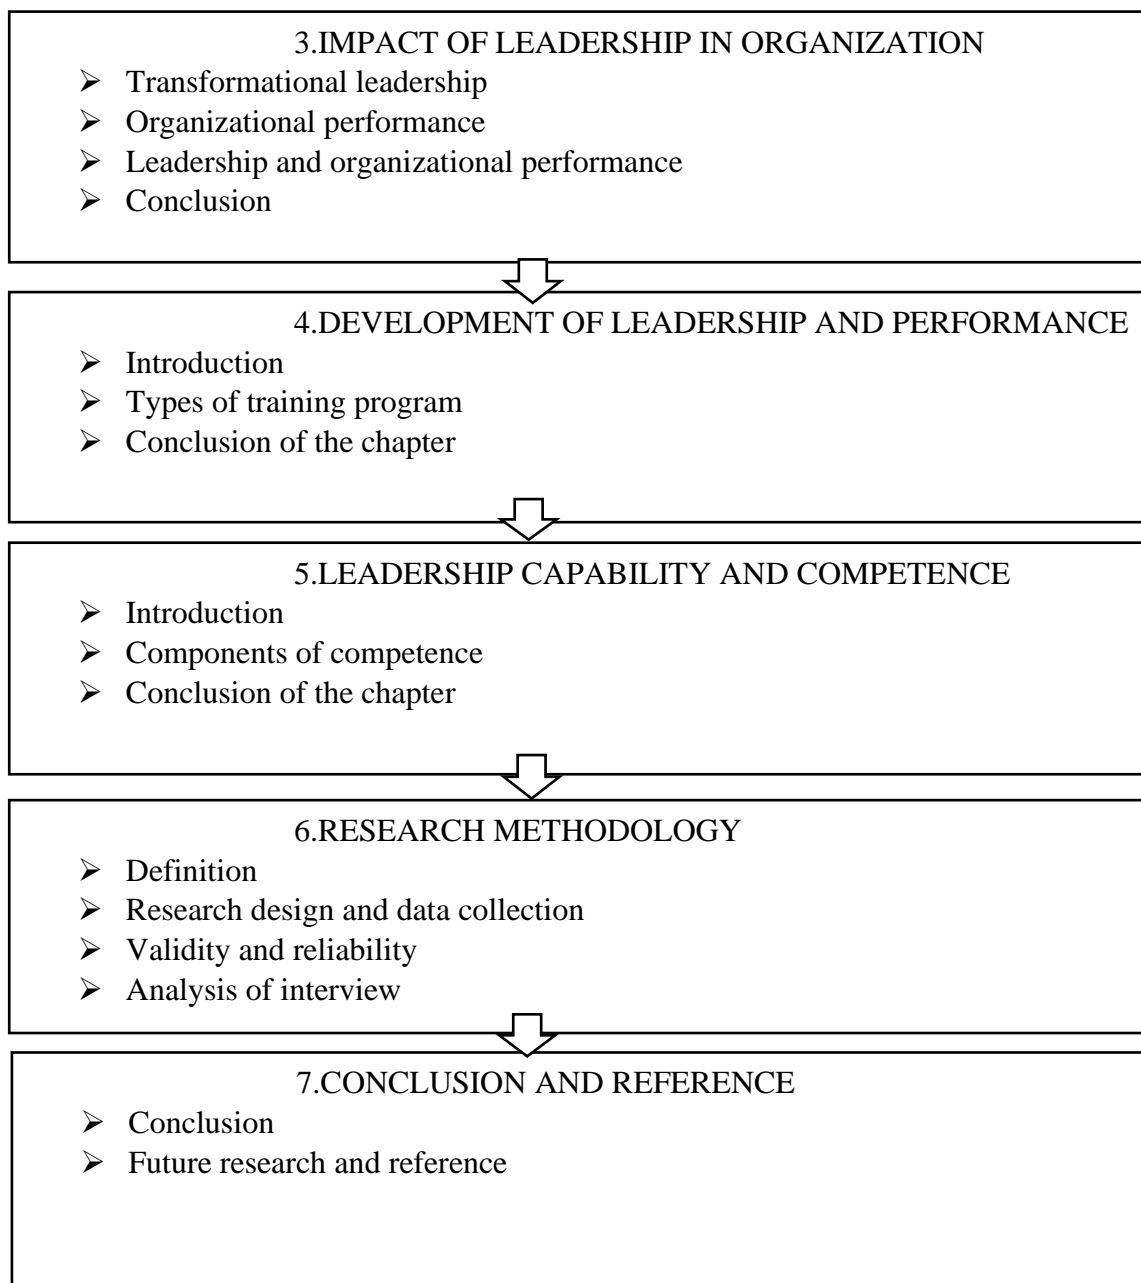 3.IMPACT OF LEADERSHIP IN ORGANIZATION
➢ Transformational leadership
➢ Organizational performance
➢ Leadership and organizational performance
➢ Conclusion
4.DEVELOPMENT OF LEADERSHIP AND PERFORMANCE
➢ Introduction
➢ Types of training program
➢ Conclusion of the chapter
5.LEADERSHIP CAPABILITY AND COMPETENCE
➢ Introduction
➢ Components of competence
➢ Conclusion of the chapter
6.RESEARCH METHODOLOGY
➢ Definition
➢ Research design and data collection
➢ Validity and reliability
➢ Analysis of interview
7.CONCLUSION AND REFERENCE
➢ Conclusion
➢ Future research and reference